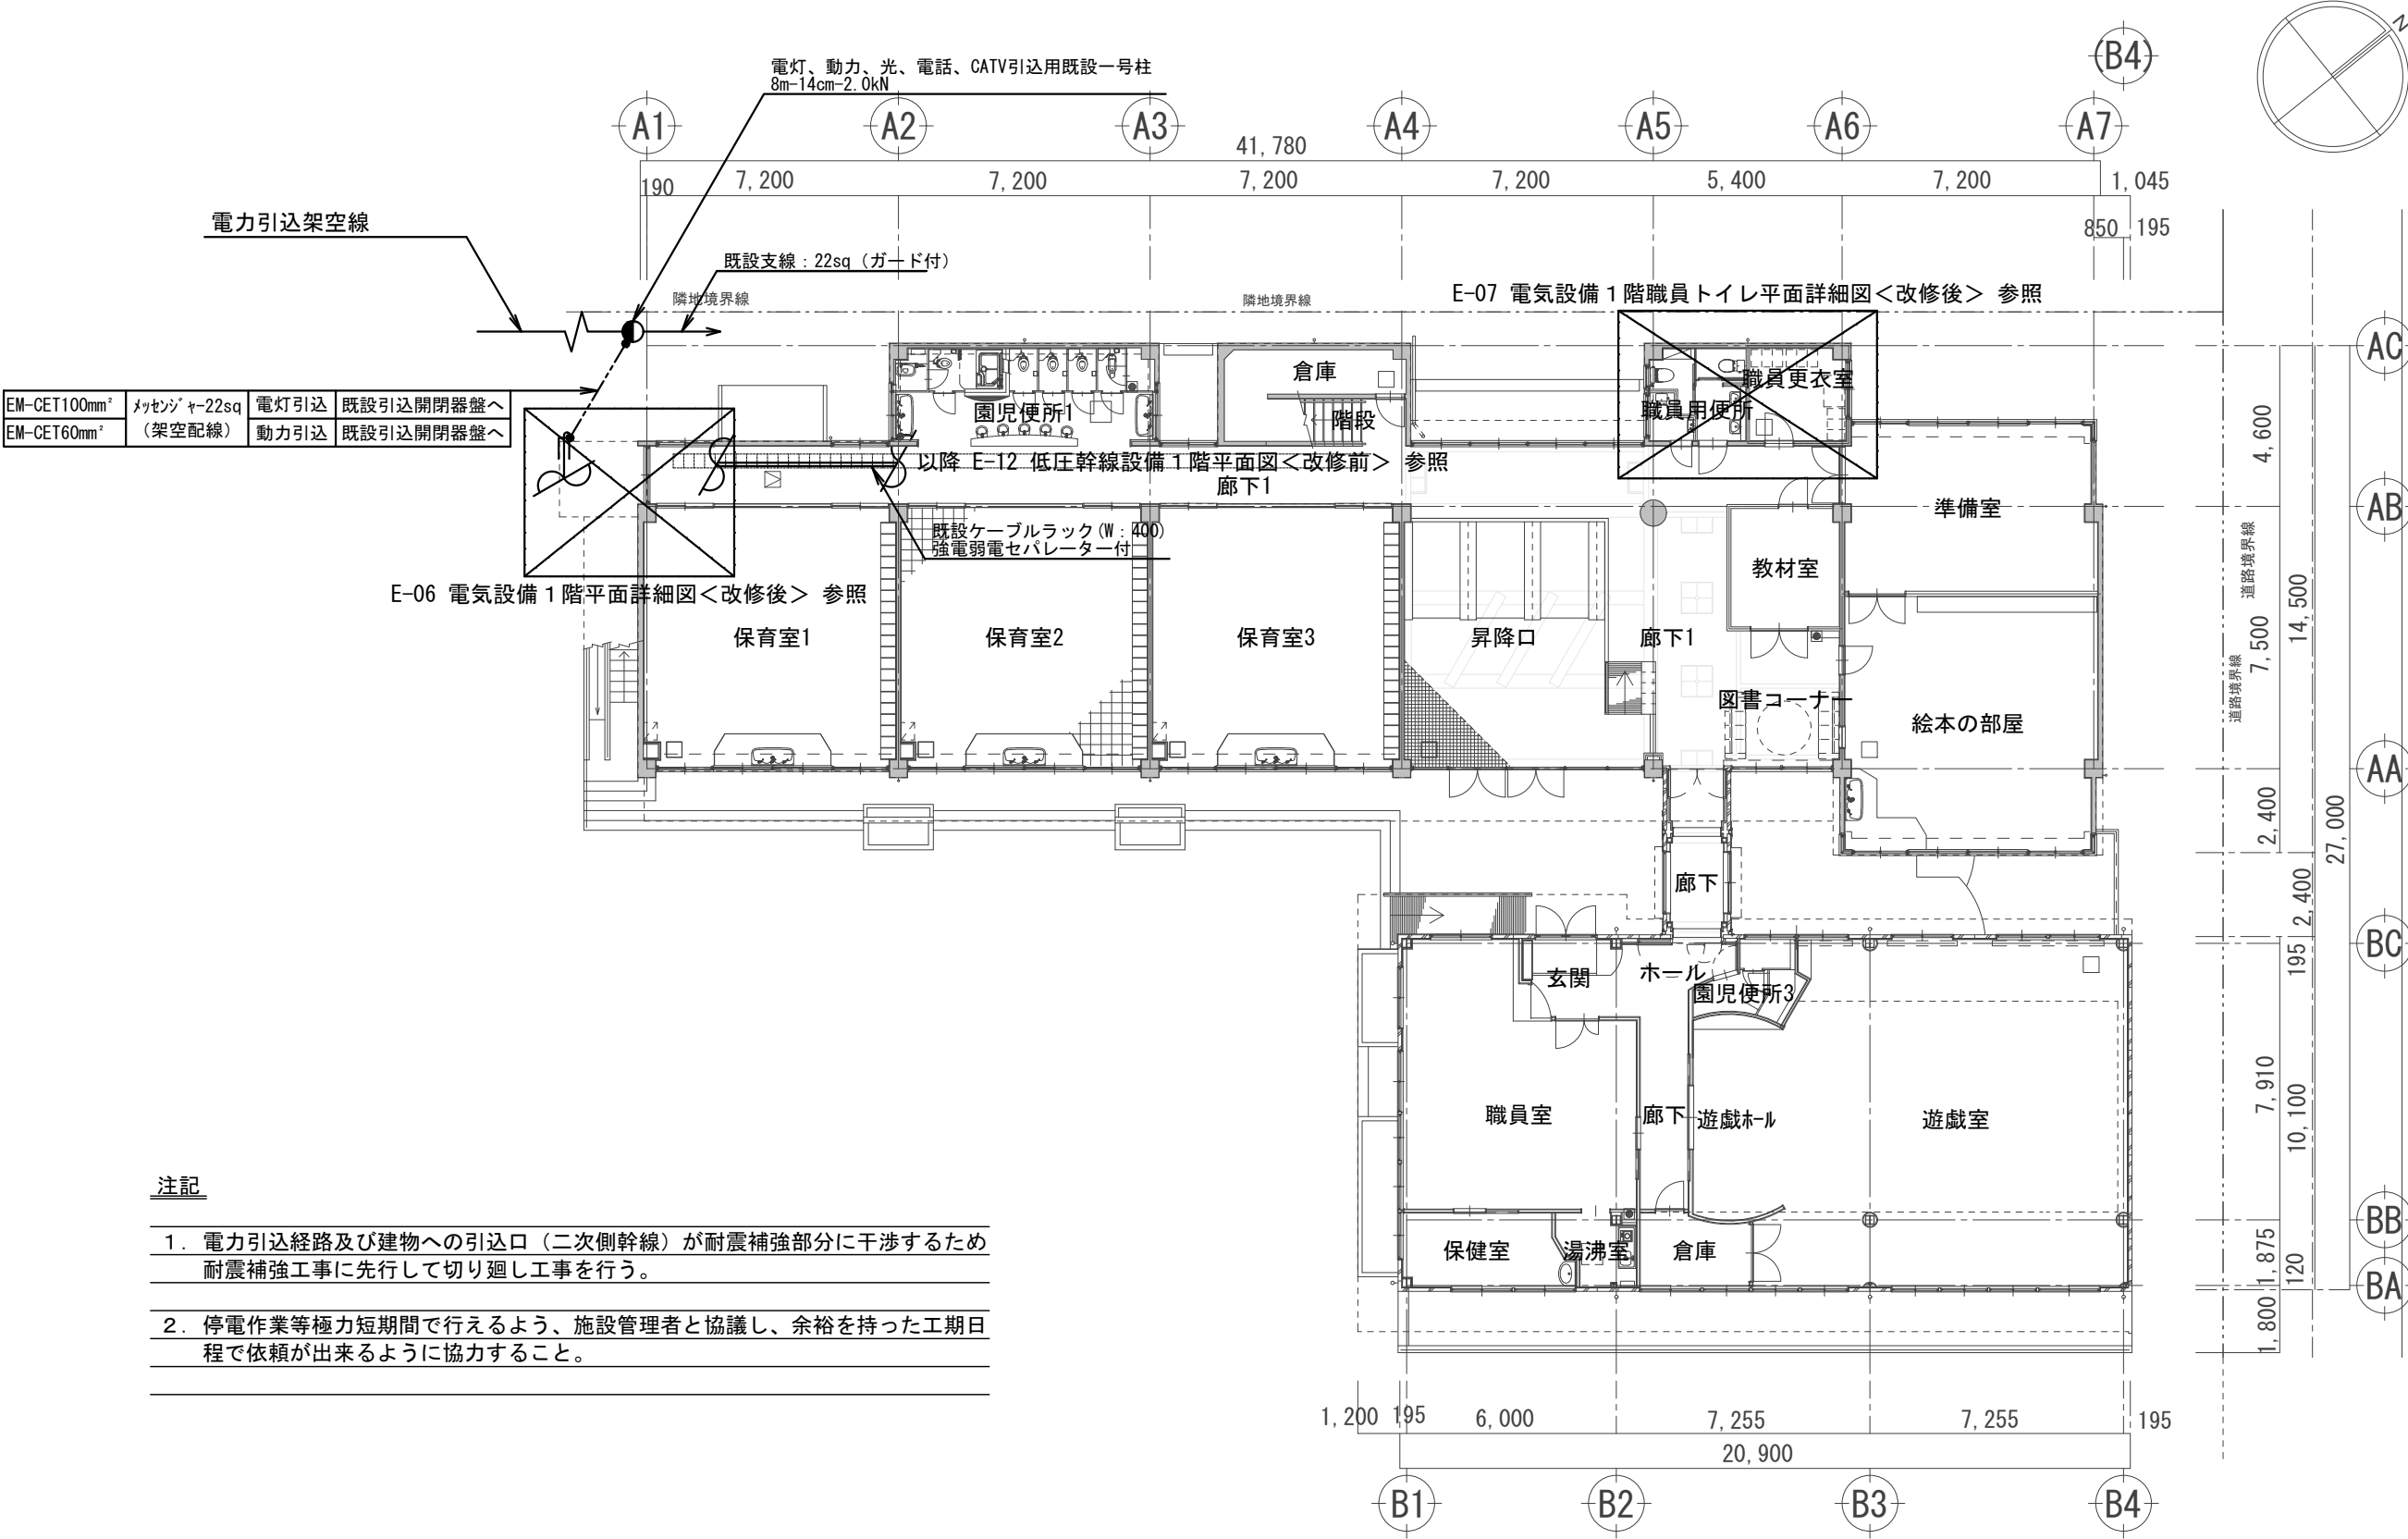 (B4)
N
電灯、動力、光、電話、CATV引込用既設一号柱
8m-14cm-2.0kN
A1
A2
A3
A4
A5
A6
A7
41,780
190
7,200
7,200
7,200
7,200
5,400
7,200
1,045
850
195
電力引込架空線
既設支線：22sq（ガード付）
隣地境界線
隣地境界線
E-07 電気設備１階職員トイレ平面詳細図＜改修後＞ 参照
AC
EM-CET100mm² ﾒｯｾﾝｼﾞｬｰ22sq 電灯引込 既設引込開閉器盤へ
EM-CET60mm² （架空配線） 動力引込 既設引込開閉器盤へ
倉庫
職員更衣室
園児便所1
階段
職員用便所
4,600
以降 E-12 低圧幹線設備１階平面図＜改修前＞ 参照
廊下1
準備室
AB
既設ケーブルラック(W：400)
強電弱電セパレーター付
道路境界線
教材室
E-06 電気設備１階平面詳細図＜改修後＞ 参照
14,500
保育室1
保育室2
保育室3
昇降口
廊下1
7,500
道路境界線
図書コーナー
絵本の部屋
AA
2,400
27,000
廊下
2,400
BC
195
玄関
ホール
園児便所3
7,910
10,100
職員室
廊下
遊戯ﾎｰﾙ
遊戯室
注記
1. 電力引込経路及び建物への引込口（二次側幹線）が耐震補強部分に干渉するため
耐震補強工事に先行して切り廻し工事を行う。
2. 停電作業等極力短期間で行えるよう、施設管理者と協議し、余裕を持った工期日
程で依頼が出来るように協力すること。
BB
保健室
湯沸室
倉庫
1,875
120
BA
1,800
1,200
195
6,000
7,255
7,255
195
20,900
B1
B2
B3
B4